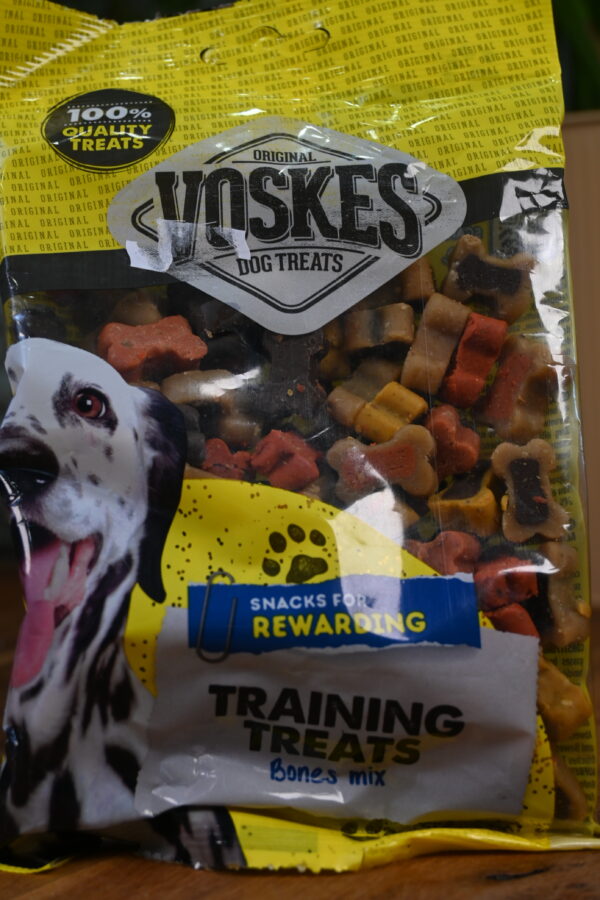 100%
QUALITY
TREATS
ORIGINAL
VOSKES
DOG TREATS
SNACKS FOR
REWARDING
TRAINING
TREATS
Bones mix